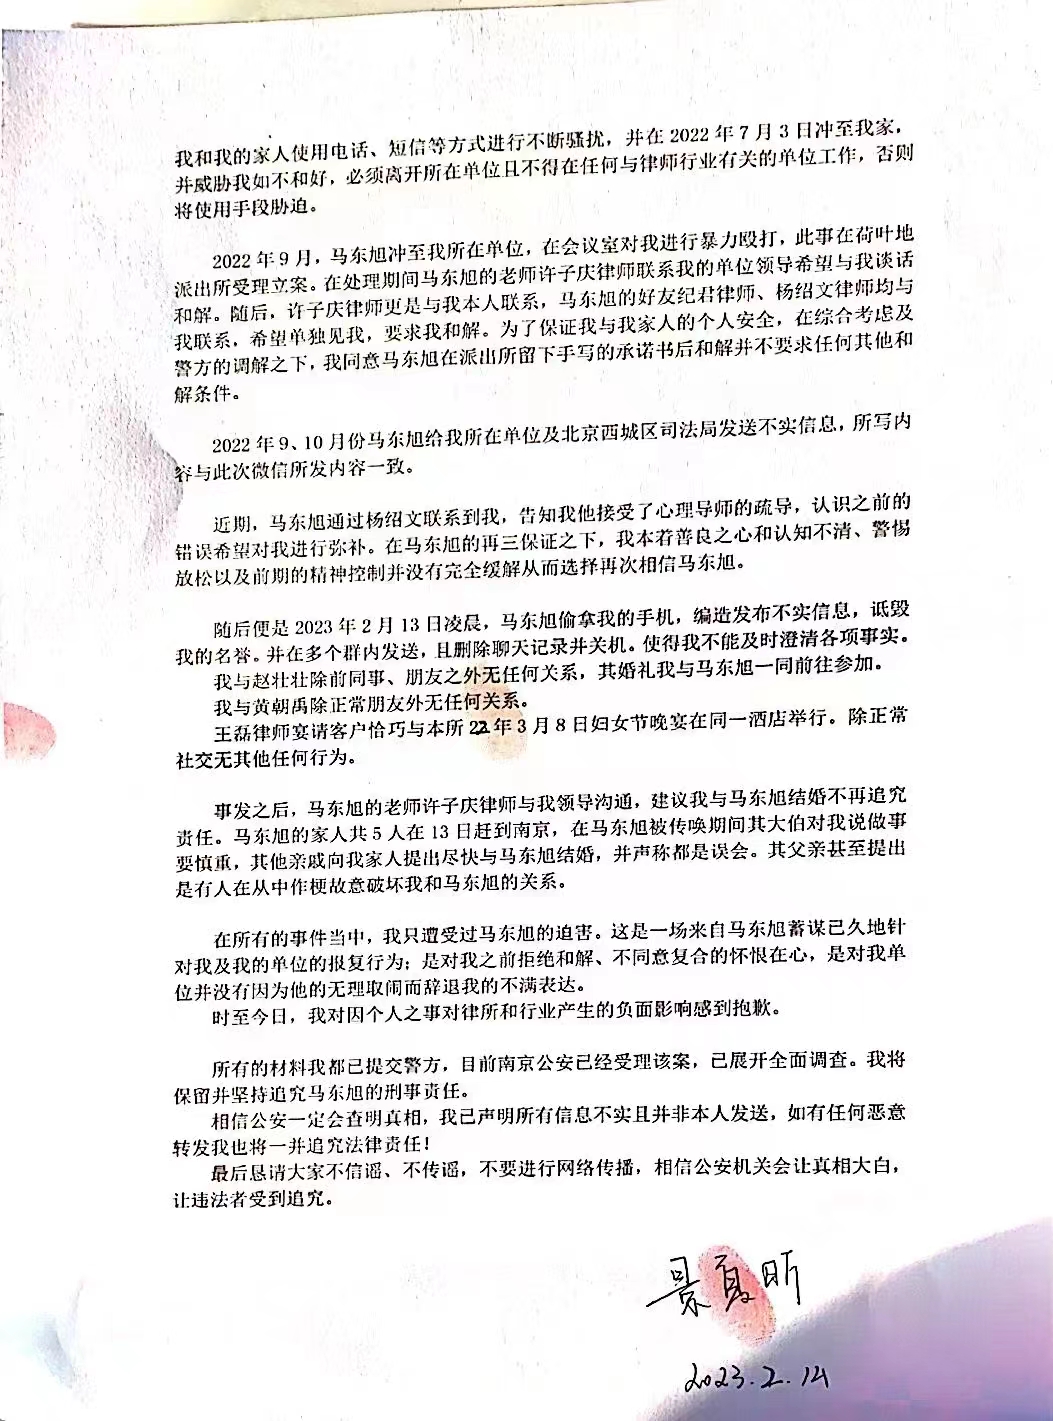 我和我的家人使用电话、短信等方式进行不断骚扰，并在 2022 年 7 月 3 日冲至我家，
并威胁我如不和好，必须离开所在单位且不得在任何与律师行业有关的单位工作，否则
将使用手段胁迫。
2022 年 9 月，马东旭冲至我所在单位，在会议室对我进行暴力殴打，此事在荷叶地
派出所受理立案。在处理期间马东旭的老师许子庆律师联系我的单位领导希望与我谈话
和解。随后，许子庆律师更是与我本人联系，马东旭的好友纪君律师、杨绍文律师均与
我联系，希望单独见我，要求我和解。为了保证我与我家人的个人安全，在综合考虑及
警方的调解之下，我同意马东旭在派出所留下手写的承诺书后和解并不要求任何其他和
解条件。
2022 年 9、10 月份马东旭给我所在单位及北京西城区司法局发送不实信息，所写内
容与此次微信所发内容一致。
近期，马东旭通过杨绍文联系到我，告知我他接受了心理导师的疏导，认识之前的
错误希望对我进行弥补。在马东旭的再三保证之下，我本着善良之心和认知不清、警惕
放松以及前期的精神控制并没有完全缓解从而选择再次相信马东旭。
随后便是 2023 年 2 月 13 日凌晨，马东旭偷拿我的手机，编造发布不实信息，诋毁
我的名誉。并在多个群内发送，且删除聊天记录并关机。使得我不能及时澄清各项事实。
我与赵壮壮除前同事、朋友之外无任何关系，其婚礼我与马东旭一同前往参加。
我与黄朝禹除正常朋友外无任何关系。
王磊律师宴请客户恰巧与本所 22 年 3 月 8 日妇女节晚宴在同一酒店举行。除正常
社交无其他任何行为。
事发之后，马东旭的老师许子庆律师与我领导沟通，建议我与马东旭结婚不再追究
责任。马东旭的家人共 5 人在 13 日赶到南京，在马东旭被传唤期间其大伯对我说做事
要慎重，其他亲戚向我家人提出尽快与马东旭结婚，并声称都是误会。其父亲甚至提出
是有人在从中作梗故意破坏我和马东旭的关系。
在所有的事件当中，我只遭受过马东旭的迫害。这是一场来自马东旭蓄谋已久地针
对我及我的单位的报复行为；是对我之前拒绝和解、不同意复合的怀恨在心，是对我单
位并没有因为他的无理取闹而辞退我的不满表达。
时至今日，我对因个人之事对律所和行业产生的负面影响感到抱歉。
所有的材料我都已提交警方，目前南京公安已经受理该案，已展开全面调查。我将
保留并坚持追究马东旭的刑事责任。
相信公安一定会查明真相，我已声明所有信息不实且并非本人发送，如有任何恶意
转发我也将一并追究法律责任！
最后恳请大家不信谣、不传谣，不要进行网络传播，相信公安机关会让真相大白，
让违法者受到追究。
景夏昕
2023.2.14